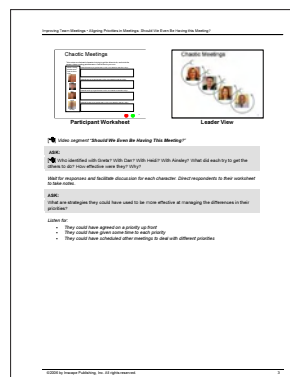 Improving Team Meetings - Aligning Priorities in Meetings: Should We Even Be Having this Meeting?
Chaotic Meetings
Chaotic Meetings
Participant Worksheet
Leader View
Video segment "Should We Even Be Having This Meeting?"
ASK:
Who identified with Greta? With Dan? With Heidi? With Ainsley? What did each try to get the
others to do? How effective were they? Why?
Wait for responses and facilitate discussion for each character. Direct respondents to their worksheet
to take notes.
ASK:
What are strategies they could have used to be more effective at managing the differences in their
priorities?
Listen for:
• They could have agreed on a priority up front
• They could have given some time to each priority
• They could have scheduled other meetings to deal with different priorities
©2008 by Inscape Publishing, Inc. All rights reserved.